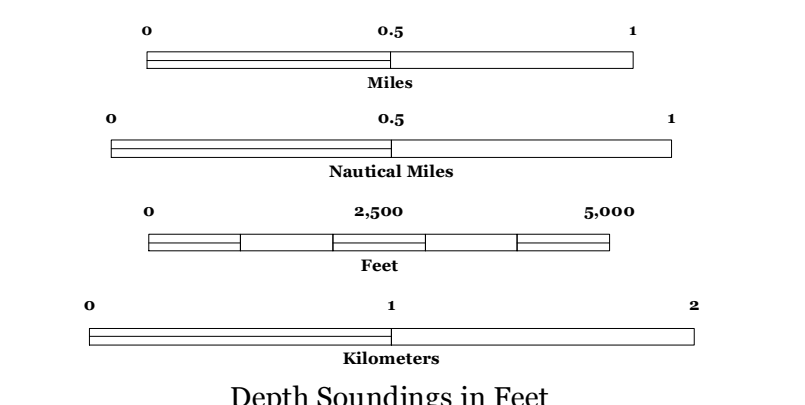 0 0.5 1
Miles
0 0.5 1
Nautical Miles
0 2,500 5,000
Feet
0 1 2
Kilometers
Depth Soundings in Feet